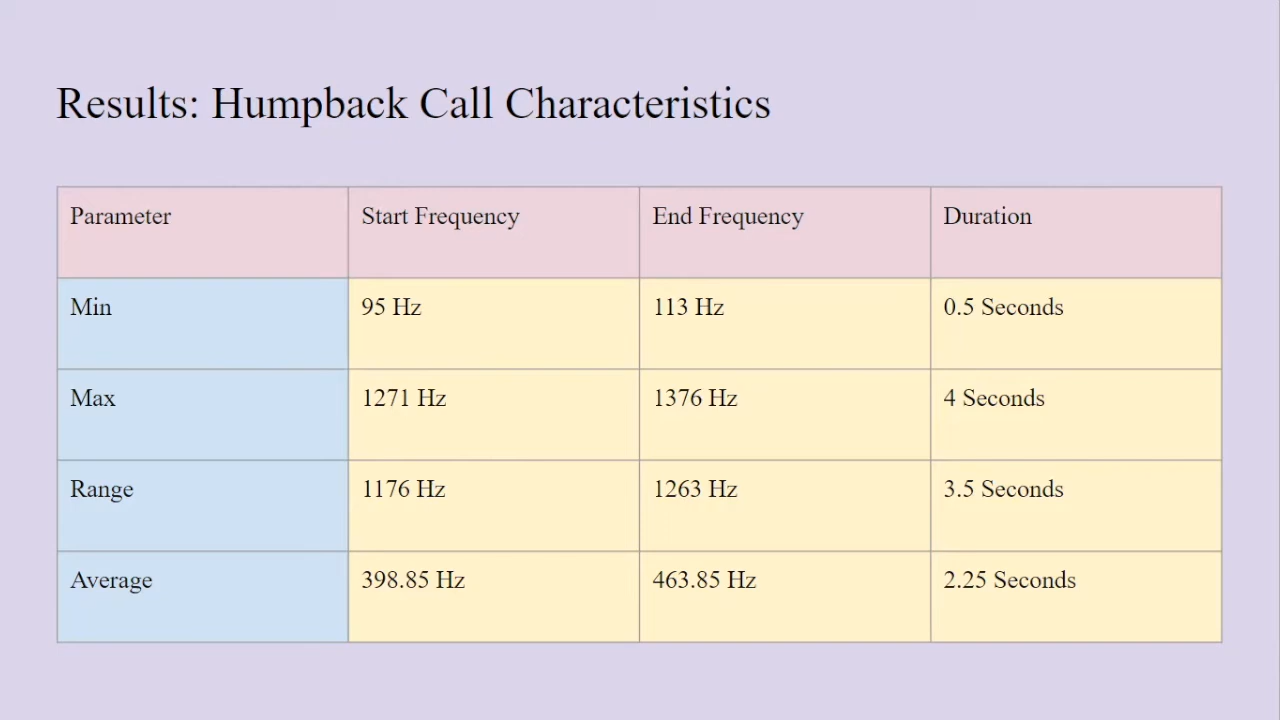 Results: Humpback Call Characteristics
Parameter Start Frequency End Frequency Duration
Min 95 Hz 113 Hz 0.5 Seconds
Max 1271 Hz 1376 Hz 4 Seconds
Range 1176 Hz 1263 Hz 3.5 Seconds
Average 398.85 Hz 463.85 Hz 2.25 Seconds